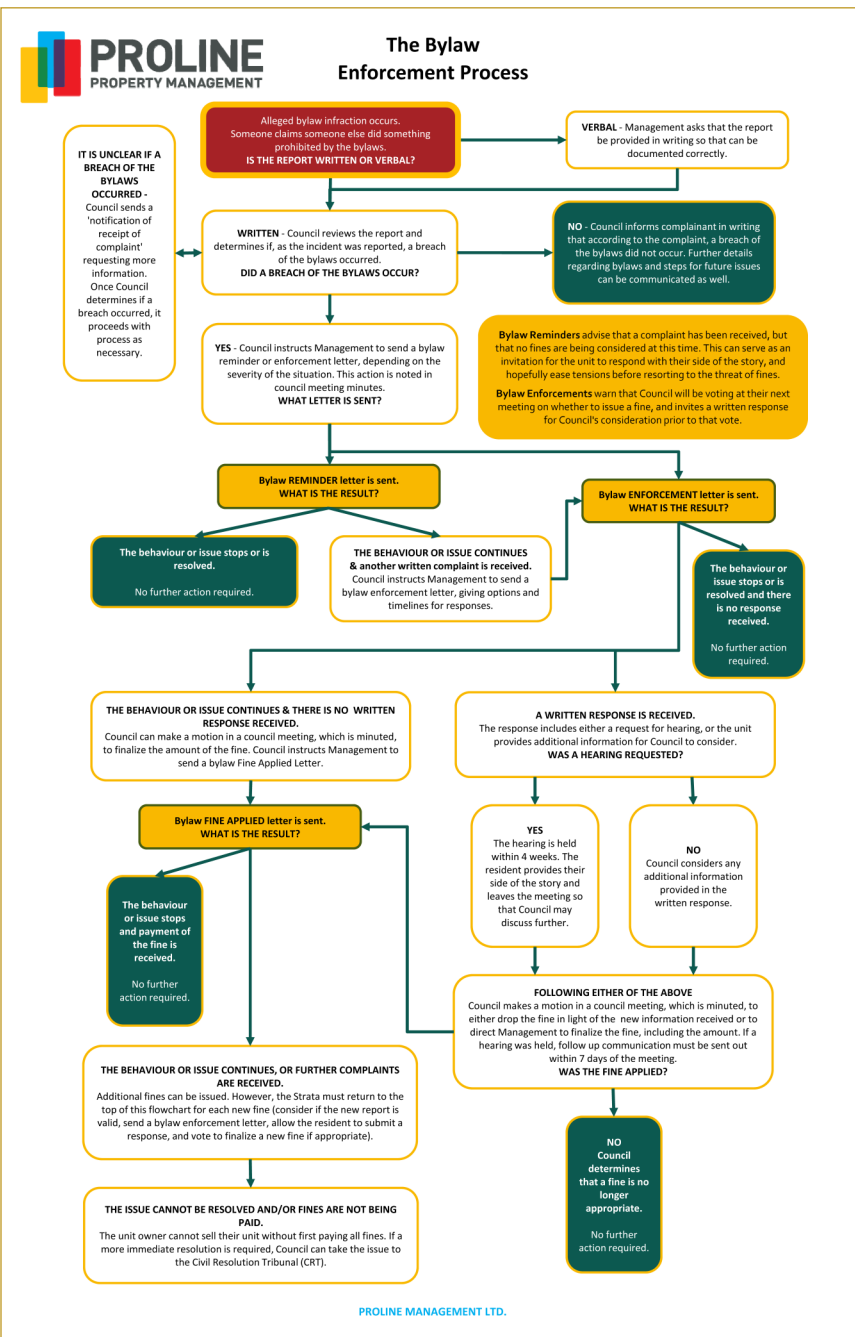 PROLINE
PROPERTY MANAGEMENT
The Bylaw
Enforcement Process
Alleged bylaw infraction occurs.
Someone claims someone else did something
prohibited by the bylaws.
IS THE REPORT WRITTEN OR VERBAL?
VERBAL - Management asks that the report
be provided in writing so that can be
documented correctly.
IT IS UNCLEAR IF A
BREACH OF THE
BYLAWS
OCCURRED -
Council sends a
'notification of
receipt of
complaint'
requesting more
information.
Once Council
determines if a
breach occurred, it
proceeds with
process as
necessary.
WRITTEN - Council reviews the report and
determines if, as the incident was reported, a breach
of the bylaws occurred.
DID A BREACH OF THE BYLAWS OCCUR?
NO - Council informs complainant in writing
that according to the complaint, a breach of
the bylaws did not occur. Further details
regarding bylaws and steps for future issues
can be communicated as well.
YES - Council instructs Management to send a bylaw
reminder or enforcement letter, depending on the
severity of the situation. This action is noted in
council meeting minutes.
WHAT LETTER IS SENT?
Bylaw Reminders advise that a complaint has been received, but
that no fines are being considered at this time. This can serve as an
invitation for the unit to respond with their side of the story, and
hopefully ease tensions before resorting to the threat of fines.
Bylaw Enforcements warn that Council will be voting at their next
meeting on whether to issue a fine, and invites a written response
for Council's consideration prior to that vote.
Bylaw REMINDER letter is sent.
WHAT IS THE RESULT?
Bylaw ENFORCEMENT letter is sent.
WHAT IS THE RESULT?
The behaviour or issue stops or is
resolved.
No further action required.
THE BEHAVIOUR OR ISSUE CONTINUES
& another written complaint is received.
Council instructs Management to send a
bylaw enforcement letter, giving options and
timelines for responses.
The behaviour or
issue stops or is
resolved and there
is no response
received.
No further action
required.
THE BEHAVIOUR OR ISSUE CONTINUES & THERE IS NO WRITTEN
RESPONSE RECEIVED.
Council can make a motion in a council meeting, which is minuted,
to finalize the amount of the fine. Council instructs Management to
send a bylaw Fine Applied Letter.
A WRITTEN RESPONSE IS RECEIVED.
The response includes either a request for hearing, or the unit
provides additional information for Council to consider.
WAS A HEARING REQUESTED?
Bylaw FINE APPLIED letter is sent.
WHAT IS THE RESULT?
YES
The hearing is held
within 4 weeks. The
resident provides their
side of the story and
leaves the meeting so
that Council may
discuss further.
NO
Council considers any
additional information
provided in the
written response.
The behaviour
or issue stops
and payment of
the fine is
received.
No further
action required.
FOLLOWING EITHER OF THE ABOVE
Council makes a motion in a council meeting, which is minuted, to
either drop the fine in light of the new information received or to
direct Management to finalize the fine, including the amount. If a
hearing was held, follow up communication must be sent out
within 7 days of the meeting.
WAS THE FINE APPLIED?
THE BEHAVIOUR OR ISSUE CONTINUES, OR FURTHER COMPLAINTS
ARE RECEIVED.
Additional fines can be issued. However, the Strata must return to the
top of this flowchart for each new fine (consider if the new report is
valid, send a bylaw enforcement letter, allow the resident to submit a
response, and vote to finalize a new fine if appropriate).
NO
Council
determines
that a fine is no
longer
appropriate.
No further
action required.
THE ISSUE CANNOT BE RESOLVED AND/OR FINES ARE NOT BEING
PAID.
The unit owner cannot sell their unit without first paying all fines. If a
more immediate resolution is required, Council can take the issue to
the Civil Resolution Tribunal (CRT).
PROLINE MANAGEMENT LTD.